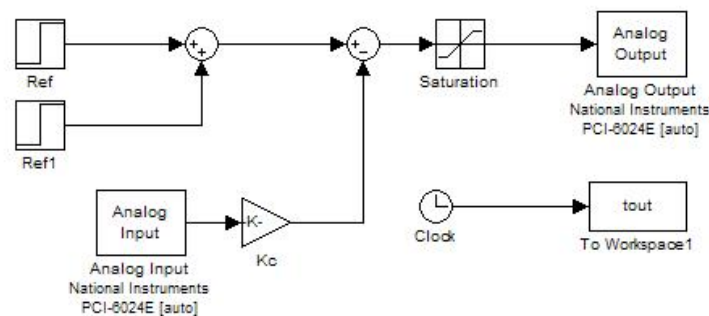 Ref
+
+
+
−
Saturation
Analog
Output
Analog Output
National Instruments
PCI-6024E [auto]
Ref1
Analog
Input
Analog Input
National Instruments
PCI-6024E [auto]
K-
Kc
Clock
tout
To Workspace1